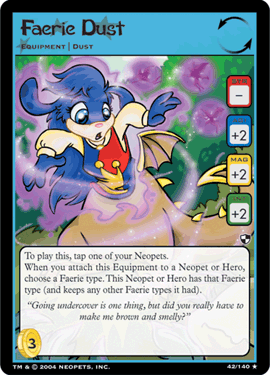 Faerie Dust
Equipment | Dust
–
+2
MAG
+2
INT
+2
To play this, tap one of your Neopets.
When you attach this Equipment to a Neopet or Hero,
choose a Faerie type. This Neopet or Hero has that Faerie
type (and keeps any other Faerie types it had).
“Going undercover is one thing, but did you really have to
make me brown and smelly?”
3
TM & © 2004 NEOPETS, INC.
42/140 ★